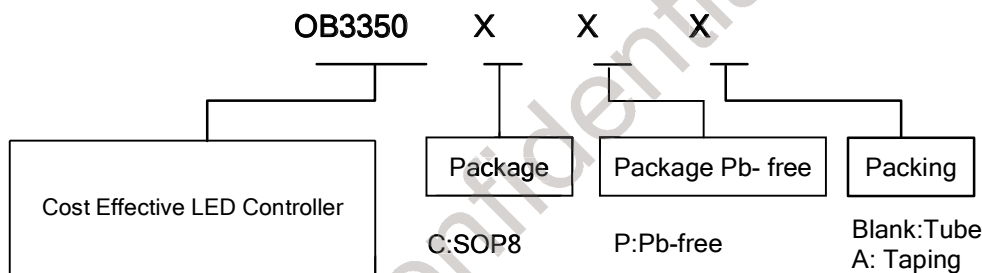 OB3350 X X X
Package
Package Pb- free
Packing
Cost Effective LED Controller
C:SOP8
P:Pb-free
Blank:Tube
A: Taping